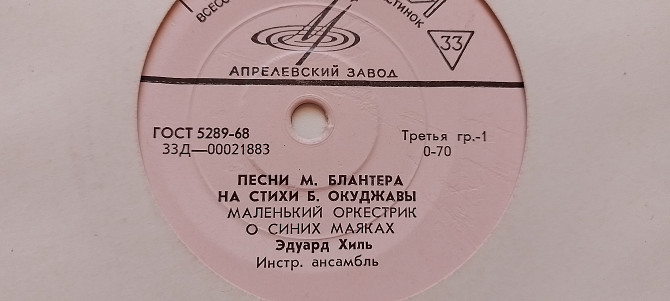 33
АПРЕЛЕВСКИЙ ЗАВОД
ГОСТ 5289-68
33Д—00021883
Третья гр.-1
0-70
ПЕСНИ М. БЛАНТЕРА
НА СТИХИ Б. ОКУДЖАВЫ
МАЛЕНЬКИЙ ОРКЕСТРИК
О СИНИХ МАЯКАХ
Эдуард Хиль
Инстр. ансамбль